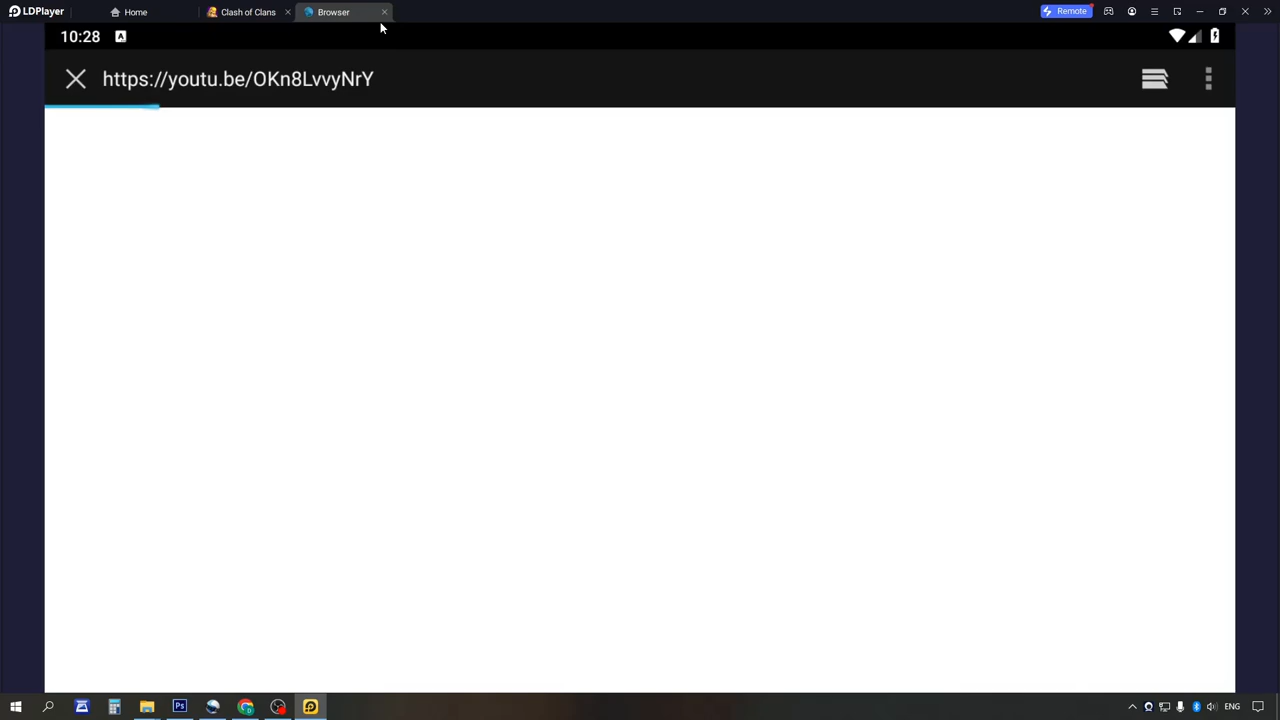 LDPlayer
Home
Clash of Clans
Browser
Remote
10:28
https://youtu.be/OKn8LvvyNrY
ENG